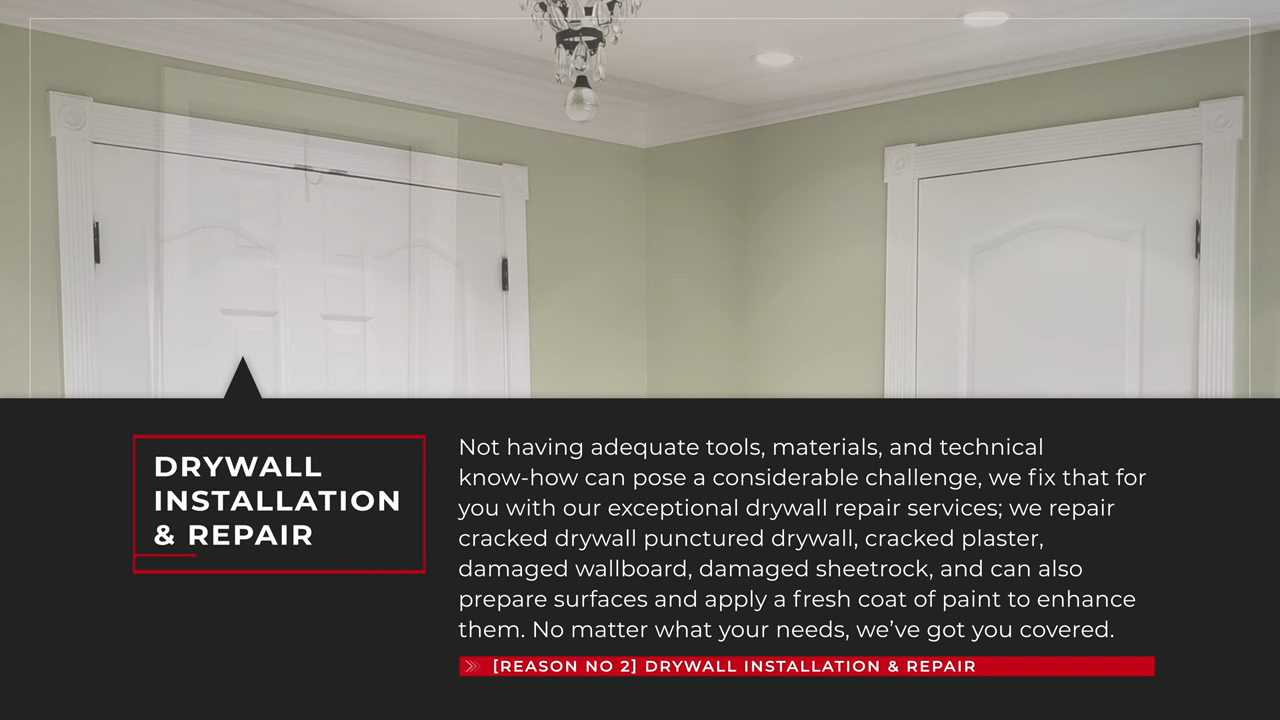 DRYWALL
INSTALLATION
& REPAIR
Not having adequate tools, materials, and technical
know-how can pose a considerable challenge, we fix that for
you with our exceptional drywall repair services; we repair
cracked drywall punctured drywall, cracked plaster,
damaged wallboard, damaged sheetrock, and can also
prepare surfaces and apply a fresh coat of paint to enhance
them. No matter what your needs, we’ve got you covered.
[REASON NO 2] DRYWALL INSTALLATION & REPAIR